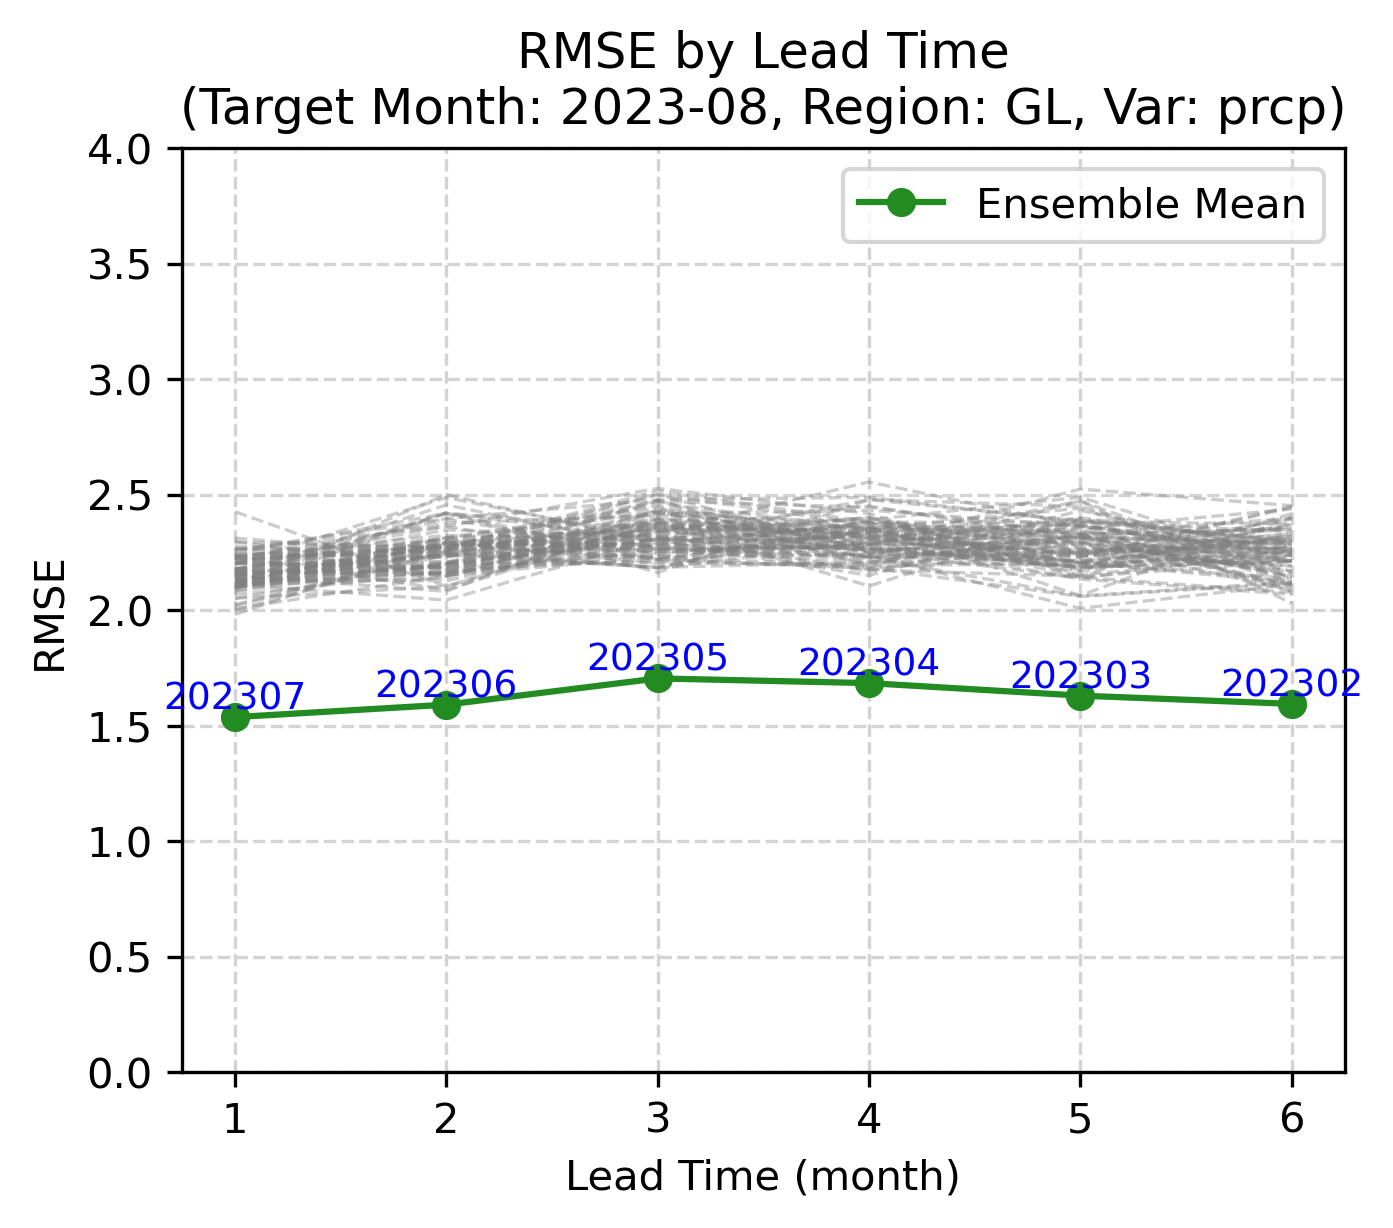 RMSE by Lead Time
(Target Month: 2023-08, Region: GL, Var: prcp)
4.0
3.5
3.0
2.5
2.0
1.5
1.0
0.5
0.0
RMSE
Ensemble Mean
202307
202306
202305
202304
202303
202302
1 2 3 4 5 6
Lead Time (month)